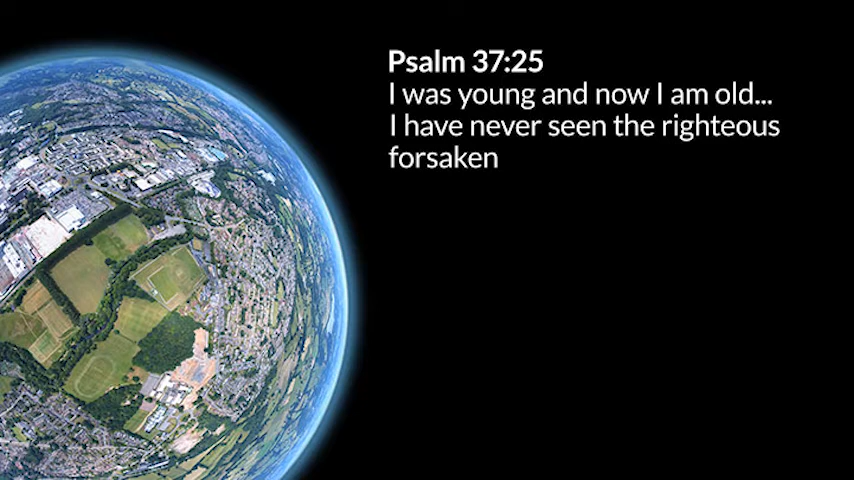 Psalm 37:25
I was young and now I am old...
I have never seen the righteous
forsaken